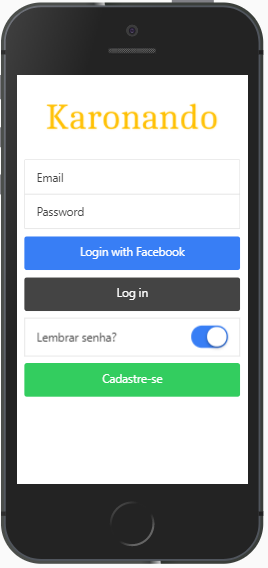 Karonando
Email
Password
Login with Facebook
Log in
Lembrar senha?
Cadastre-se